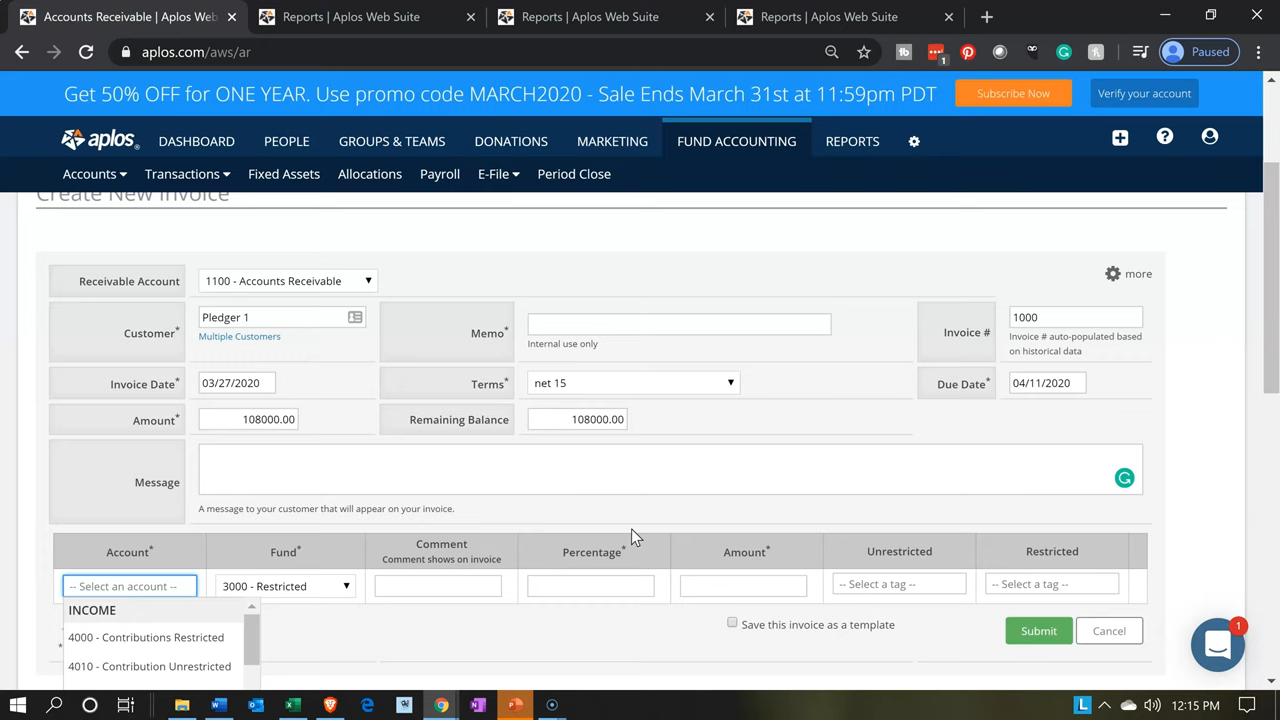 Accounts Receivable | Aplos Web
Reports | Aplos Web Suite
Reports | Aplos Web Suite
Reports | Aplos Web Suite
aplos.com/aws/ar
1
Paused
Get 50% OFF for ONE YEAR. Use promo code MARCH2020 - Sale Ends March 31st at 11:59pm PDT
Subscribe Now
Verify your account
aplos
DASHBOARD PEOPLE GROUPS & TEAMS DONATIONS MARKETING FUND ACCOUNTING REPORTS
Accounts Transactions Fixed Assets Allocations Payroll E-File Period Close
Create New Invoice
Receivable Account 1100 - Accounts Receivable more
Customer* Pledger 1 Memo* Invoice # 1000
Multiple Customers Internal use only Invoice # auto-populated based
on historical data
Invoice Date* 03/27/2020 Terms* net 15 Due Date* 04/11/2020
Amount* 108000.00 Remaining Balance 108000.00
Message
A message to your customer that will appear on your invoice.
Account* Fund* Comment Percentage* Amount* Unrestricted Restricted
Comment shows on invoice
-- Select an account -- 3000 - Restricted -- Select a tag -- -- Select a tag --
INCOME
4000 - Contributions Restricted
4010 - Contribution Unrestricted
*
Save this invoice as a template
Submit
Cancel
1
12:15 PM